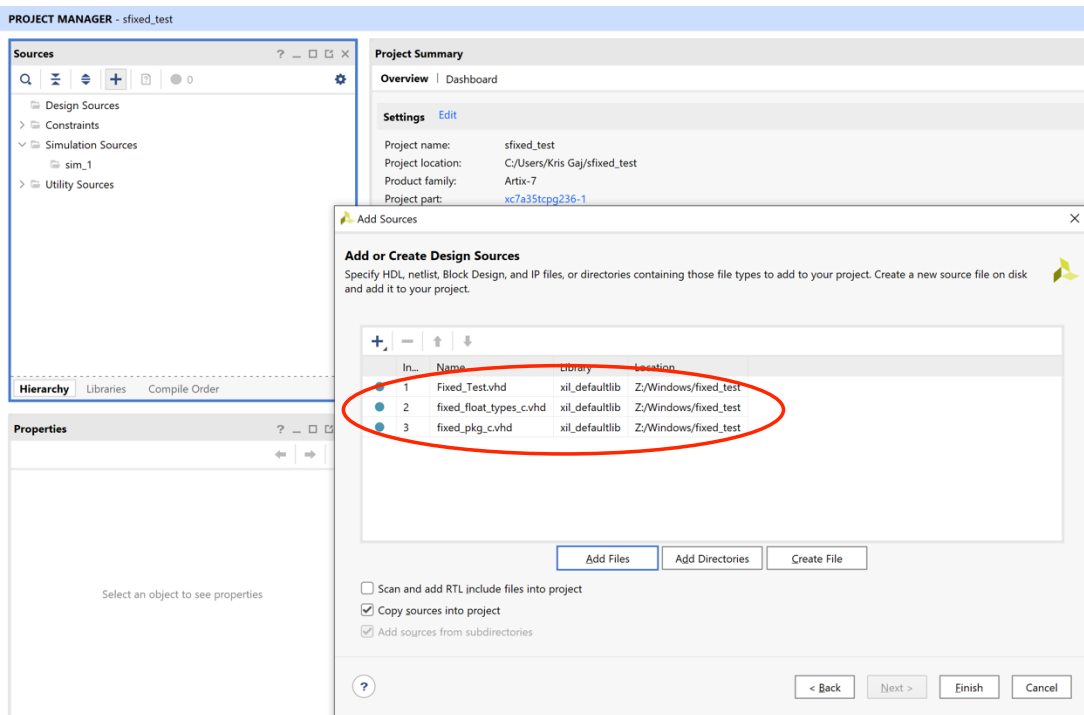 PROJECT MANAGER - sfixed_test
Sources
? _ □ X
0
Design Sources
Constraints
Simulation Sources
sim_1
Utility Sources
Hierarchy Libraries Compile Order
Properties
? _ □
Select an object to see properties
Project Summary
Overview | Dashboard
Settings Edit
Project name: sfixed_test
Project location: C:/Users/Kris Gaj/sfixed_test
Product family: Artix-7
Project part: xc7a35tcpg236-1
Add Sources
Add or Create Design Sources
Specify HDL, netlist, Block Design, and IP files, or directories containing those file types to add to your project. Create a new source file on disk
and add it to your project.
In... Name Library Location
1 Fixed_Test.vhd xil_defaultlib Z:/Windows/fixed_test
2 fixed_float_types_c.vhd xil_defaultlib Z:/Windows/fixed_test
3 fixed_pkg_c.vhd xil_defaultlib Z:/Windows/fixed_test
Add Files Add Directories Create File
Scan and add RTL include files into project
Copy sources into project
Add sources from subdirectories
? < Back Next > Finish Cancel